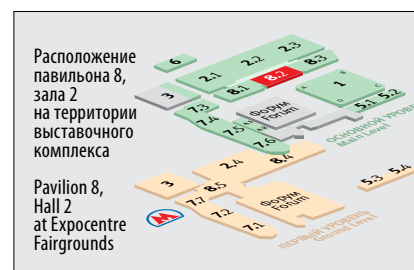 Расположение
павильона 8,
зала 2
на территории
выставочного
комплекса
Pavilion 8,
Hall 2
at Expocentre
Fairgrounds
6
2.1
2.2
2.3
8.1
8.2
8.3
3
7.3
7.4
7.5
7.6
Форум
Forum
A
B
C
D
1
5.1
5.2
ОСНОВНОЙ УРОВЕНЬ
Main Level
3
2.4
8.4
8.5
7.7
7.2
7.1
Форум
Forum
5.3
5.4
ПЕРВЫЙ УРОВЕНЬ
Ground Level
М